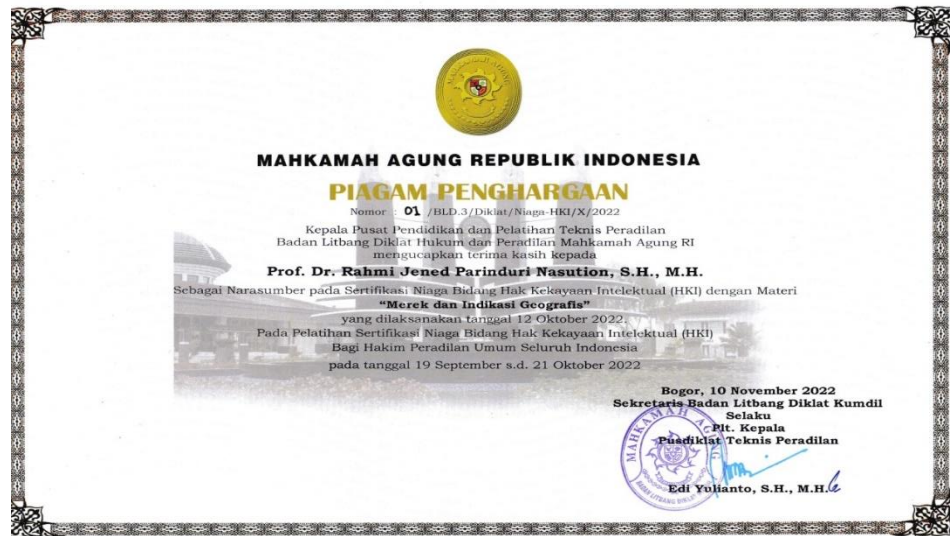 MAHKAMAH AGUNG
MAHKAMAH AGUNG REPUBLIK INDONESIA
PIAGAM PENGHARGAAN
Nomor : 01 /BLD.3/Diklat/Niaga-HKI/X/2022
Kepala Pusat Pendidikan dan Pelatihan Teknis Peradilan
Badan Litbang Diklat Hukum dan Peradilan Mahkamah Agung RI
mengucapkan terima kasih kepada
Prof. Dr. Rahmi Jened Parinduri Nasution, S.H., M.H.
Sebagai Narasumber pada Sertifikasi Niaga Bidang Hak Kekayaan Intelektual (HKI) dengan Materi
“Merek dan Indikasi Geografis”
yang dilaksanakan tanggal 12 Oktober 2022
Pada Pelatihan Sertifikasi Niaga Bidang Hak Kekayaan Intelektual (HKI)
Bagi Hakim Peradilan Umum Seluruh Indonesia
pada tanggal 19 September s.d. 21 Oktober 2022
Bogor, 10 November 2022
Sekretaris Badan Litbang Diklat Kumdil
Selaku
Plt. Kepala
Pusdiklat Teknis Peradilan
MAHKAMAH AGUNG
Edi Yulianto, S.H., M.H.